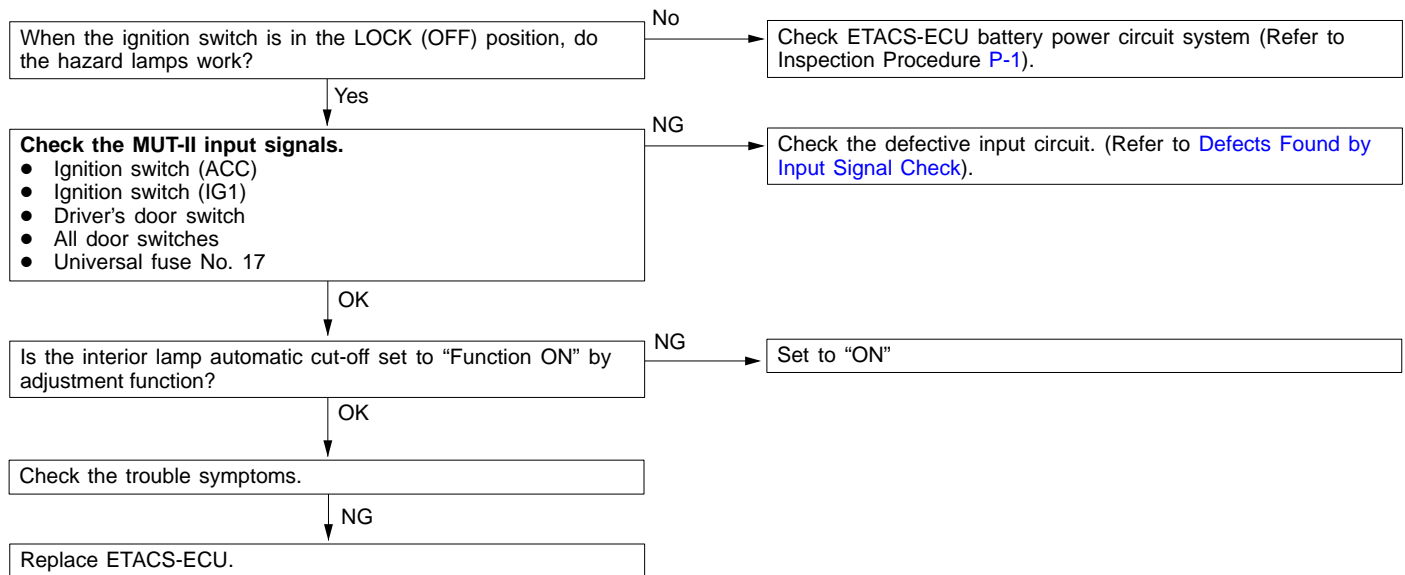 When the ignition switch is in the LOCK (OFF) position, do
the hazard lamps work?
No
Check ETACS-ECU battery power circuit system (Refer to
Inspection Procedure P-1).
Yes
Check the MUT-II input signals.
● Ignition switch (ACC)
● Ignition switch (IG1)
● Driver's door switch
● All door switches
● Universal fuse No. 17
NG
Check the defective input circuit. (Refer to Defects Found by
Input Signal Check).
OK
Is the interior lamp automatic cut-off set to “Function ON” by
adjustment function?
NG
Set to “ON”
OK
Check the trouble symptoms.
NG
Replace ETACS-ECU.